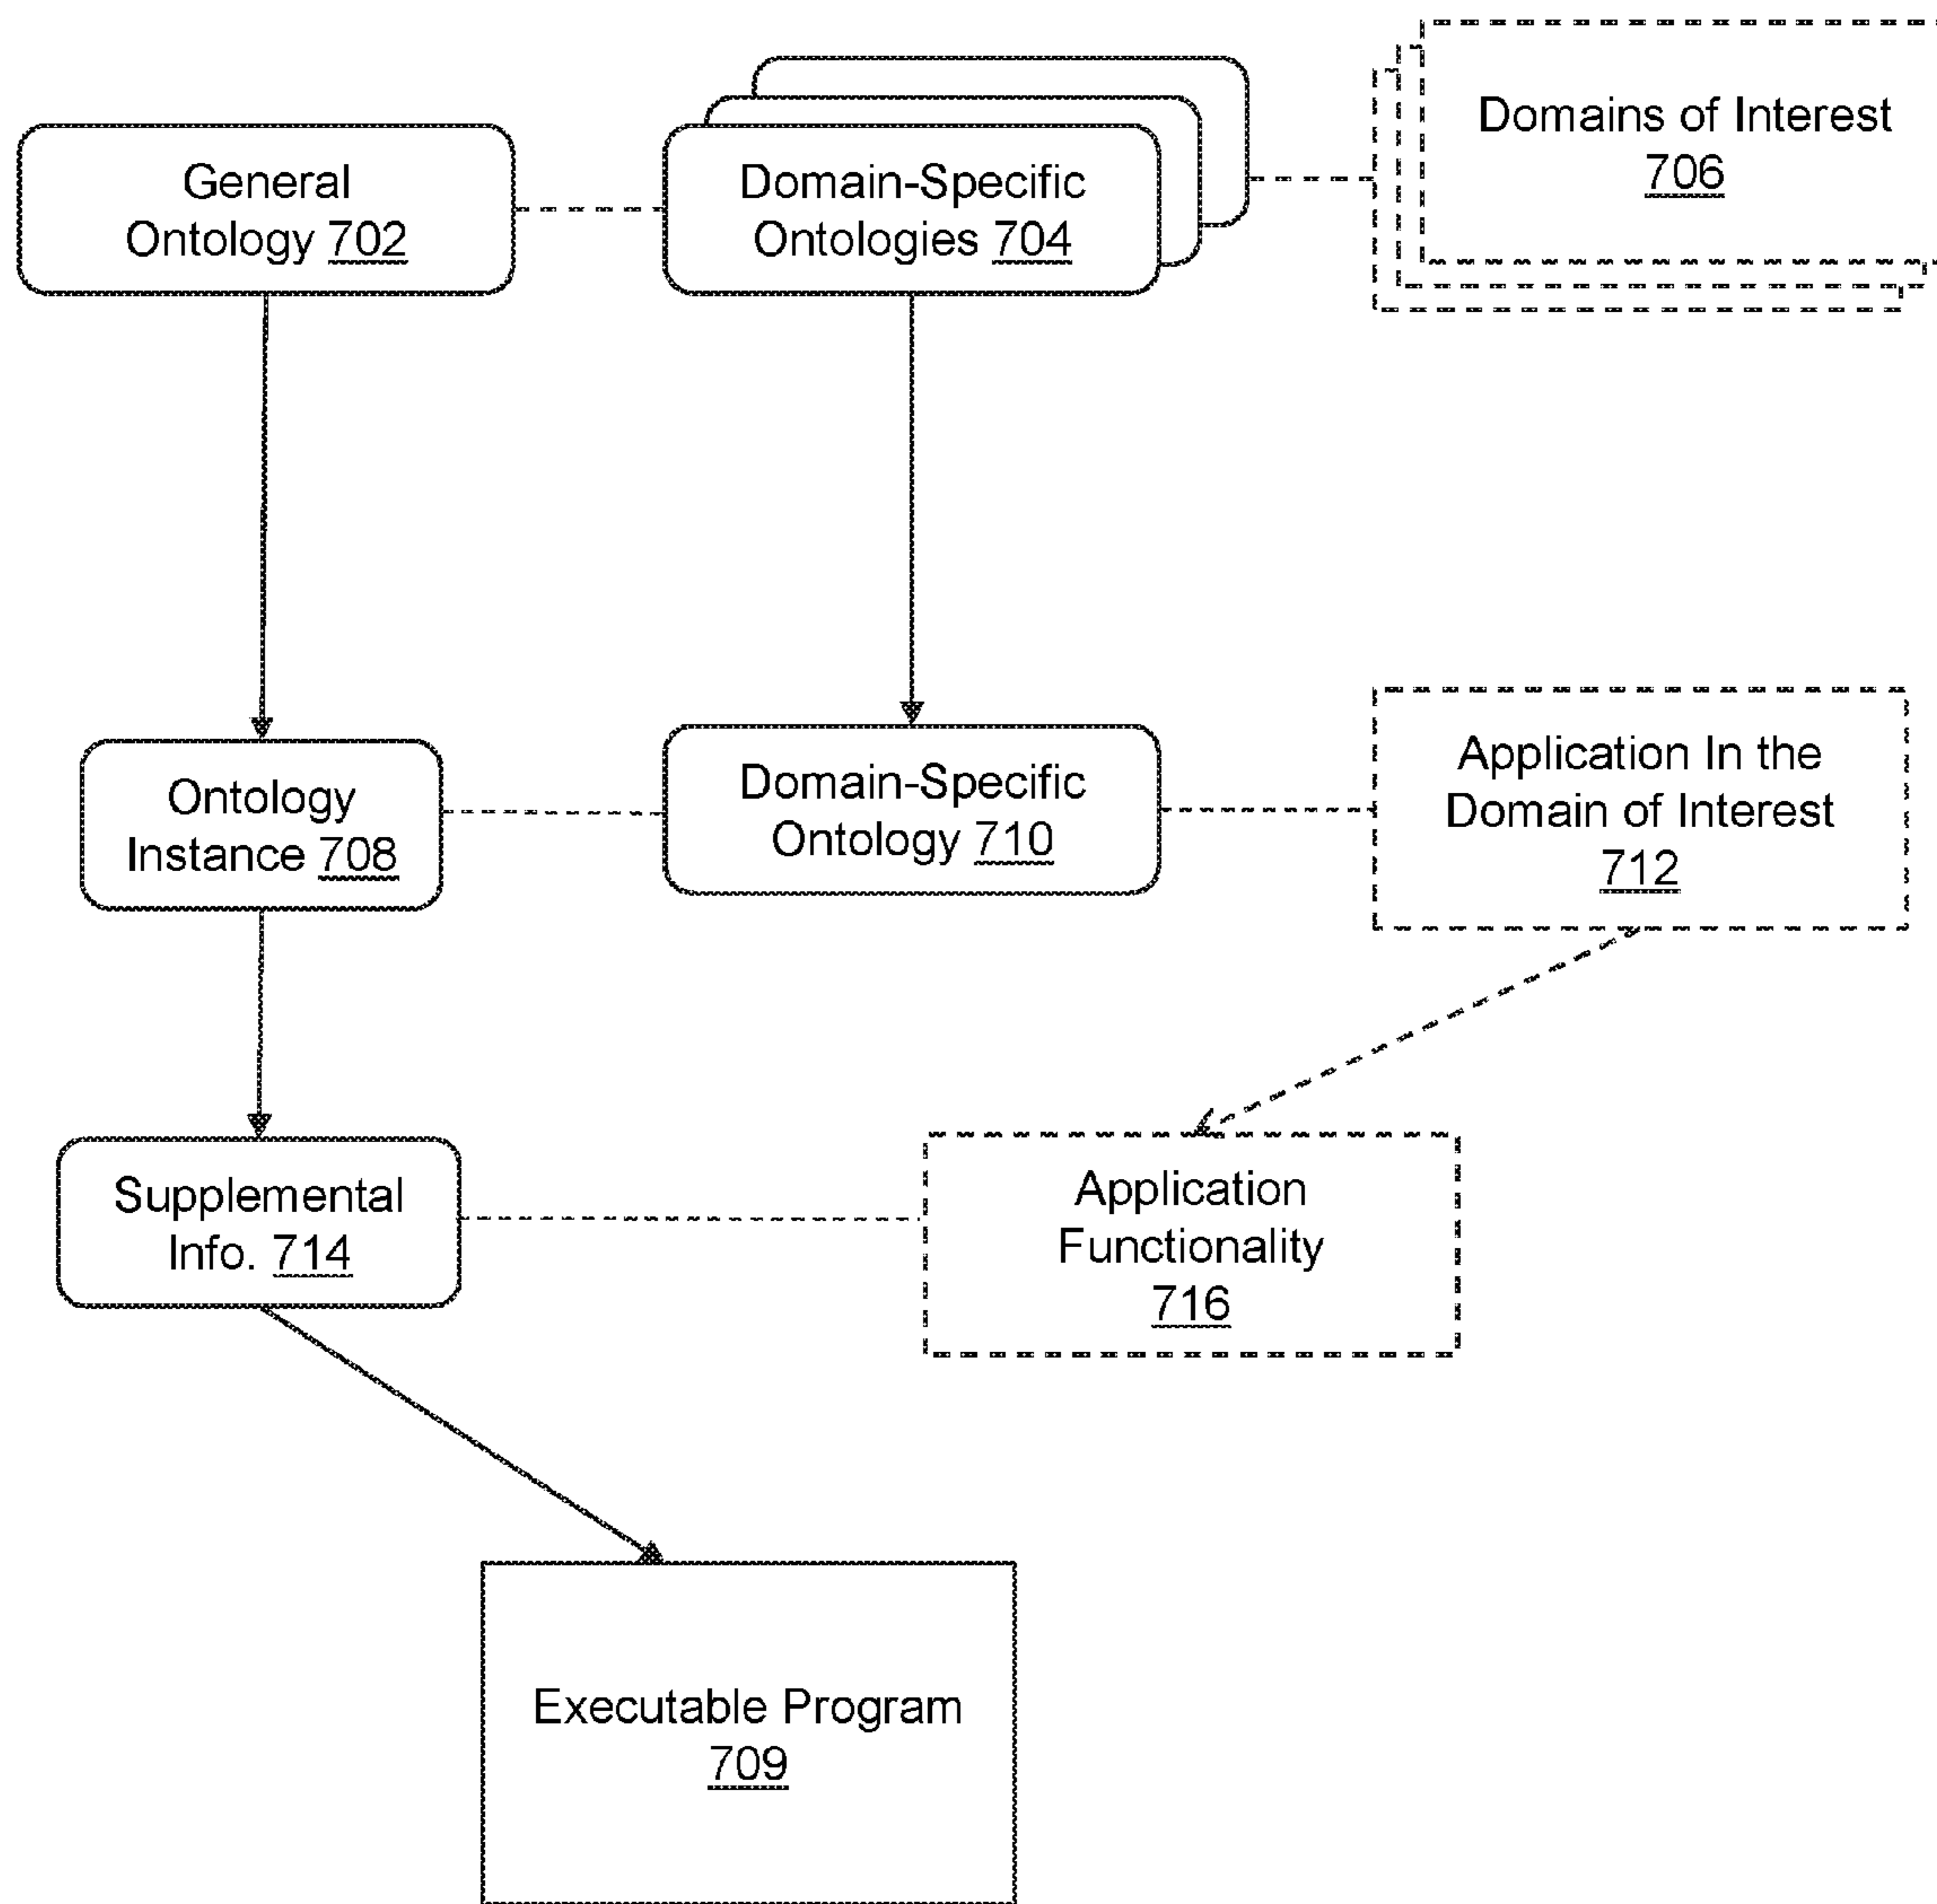 General
Ontology 702
Domain-Specific
Ontologies 704
Domains of Interest
706
Ontology
Instance 708
Domain-Specific
Ontology 710
Application In the
Domain of Interest
712
Supplemental
Info. 714
Application
Functionality
716
Executable Program
709